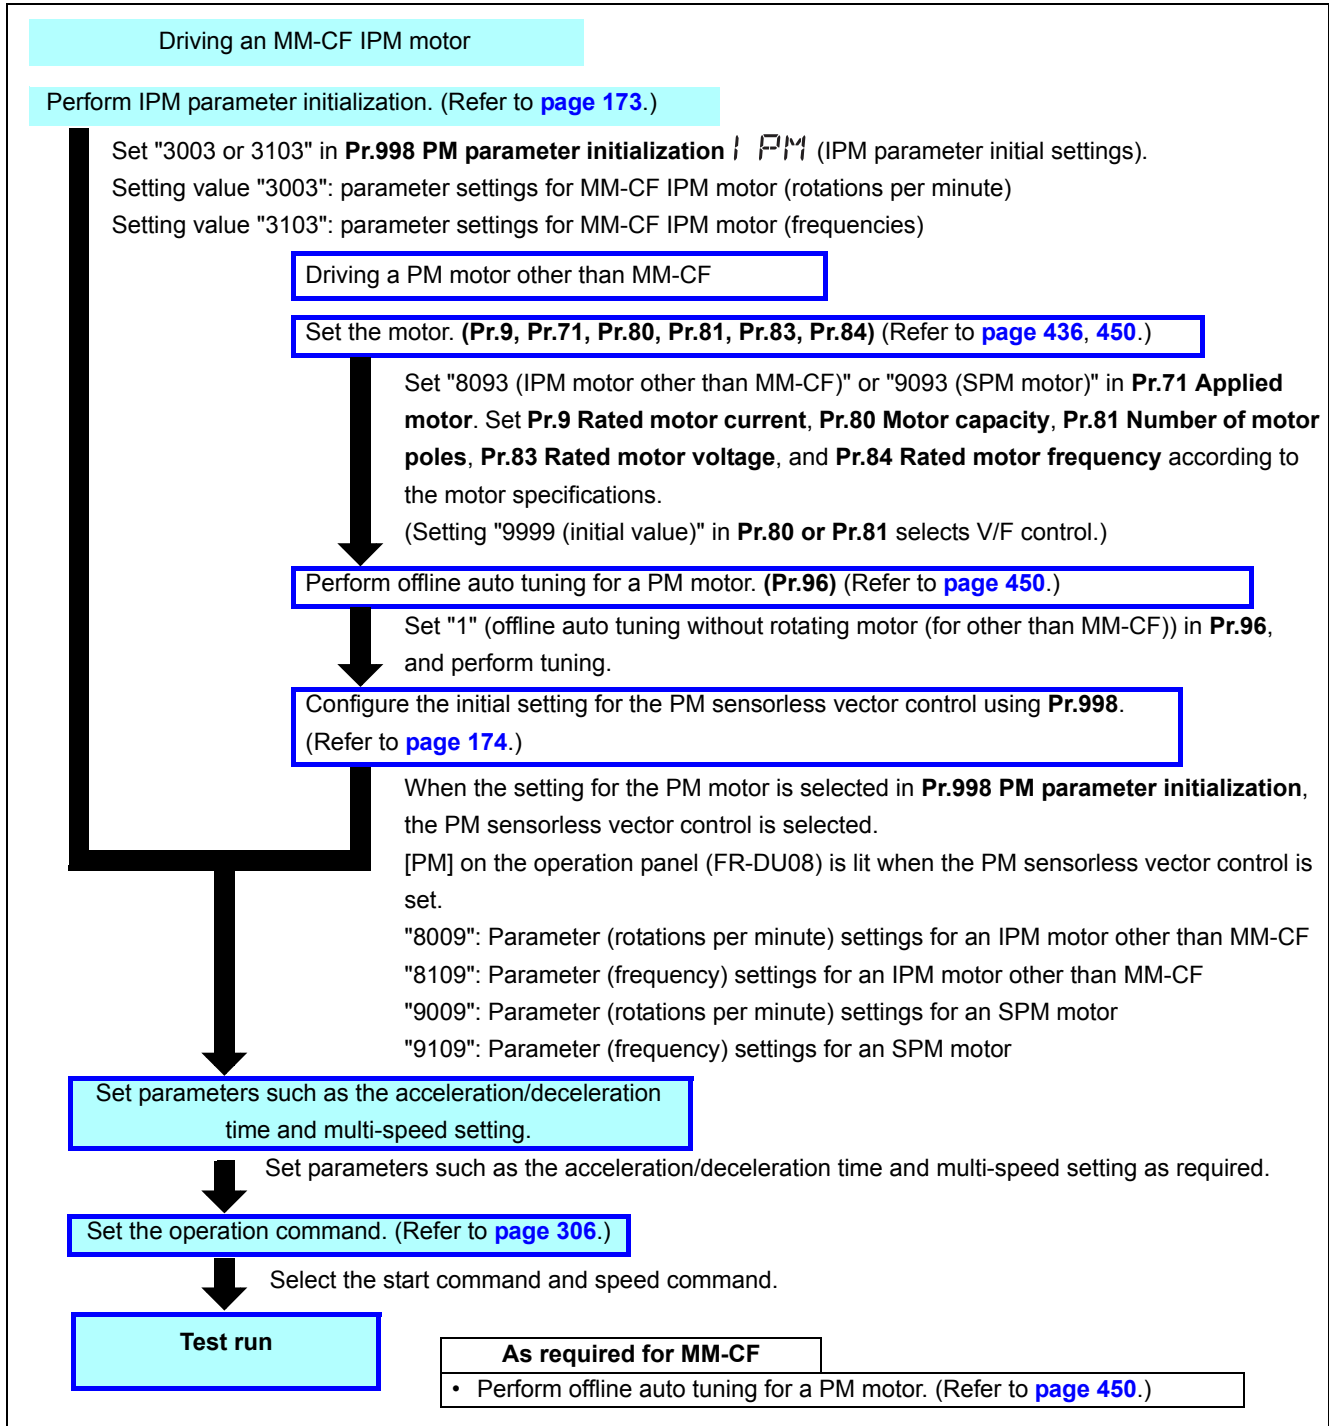 Driving an MM-CF IPM motor
Perform IPM parameter initialization. (Refer to page 173.)
Set "3003 or 3103" in Pr.998 PM parameter initialization IPM (IPM parameter initial settings).
Setting value "3003": parameter settings for MM-CF IPM motor (rotations per minute)
Setting value "3103": parameter settings for MM-CF IPM motor (frequencies)
Driving a PM motor other than MM-CF
Set the motor. (Pr.9, Pr.71, Pr.80, Pr.81, Pr.83, Pr.84) (Refer to page 436, 450.)
Set "8093 (IPM motor other than MM-CF)" or "9093 (SPM motor)" in Pr.71 Applied
motor. Set Pr.9 Rated motor current, Pr.80 Motor capacity, Pr.81 Number of motor
poles, Pr.83 Rated motor voltage, and Pr.84 Rated motor frequency according to
the motor specifications.
(Setting "9999 (initial value)" in Pr.80 or Pr.81 selects V/F control.)
Perform offline auto tuning for a PM motor. (Pr.96) (Refer to page 450.)
Set "1" (offline auto tuning without rotating motor (for other than MM-CF)) in Pr.96,
and perform tuning.
Configure the initial setting for the PM sensorless vector control using Pr.998.
(Refer to page 174.)
When the setting for the PM motor is selected in Pr.998 PM parameter initialization,
the PM sensorless vector control is selected.
[PM] on the operation panel (FR-DU08) is lit when the PM sensorless vector control is
set.
"8009": Parameter (rotations per minute) settings for an IPM motor other than MM-CF
"8109": Parameter (frequency) settings for an IPM motor other than MM-CF
"9009": Parameter (rotations per minute) settings for an SPM motor
"9109": Parameter (frequency) settings for an SPM motor
Set parameters such as the acceleration/deceleration
time and multi-speed setting.
Set parameters such as the acceleration/deceleration time and multi-speed setting as required.
Set the operation command. (Refer to page 306.)
Select the start command and speed command.
Test run
As required for MM-CF
• Perform offline auto tuning for a PM motor. (Refer to page 450.)